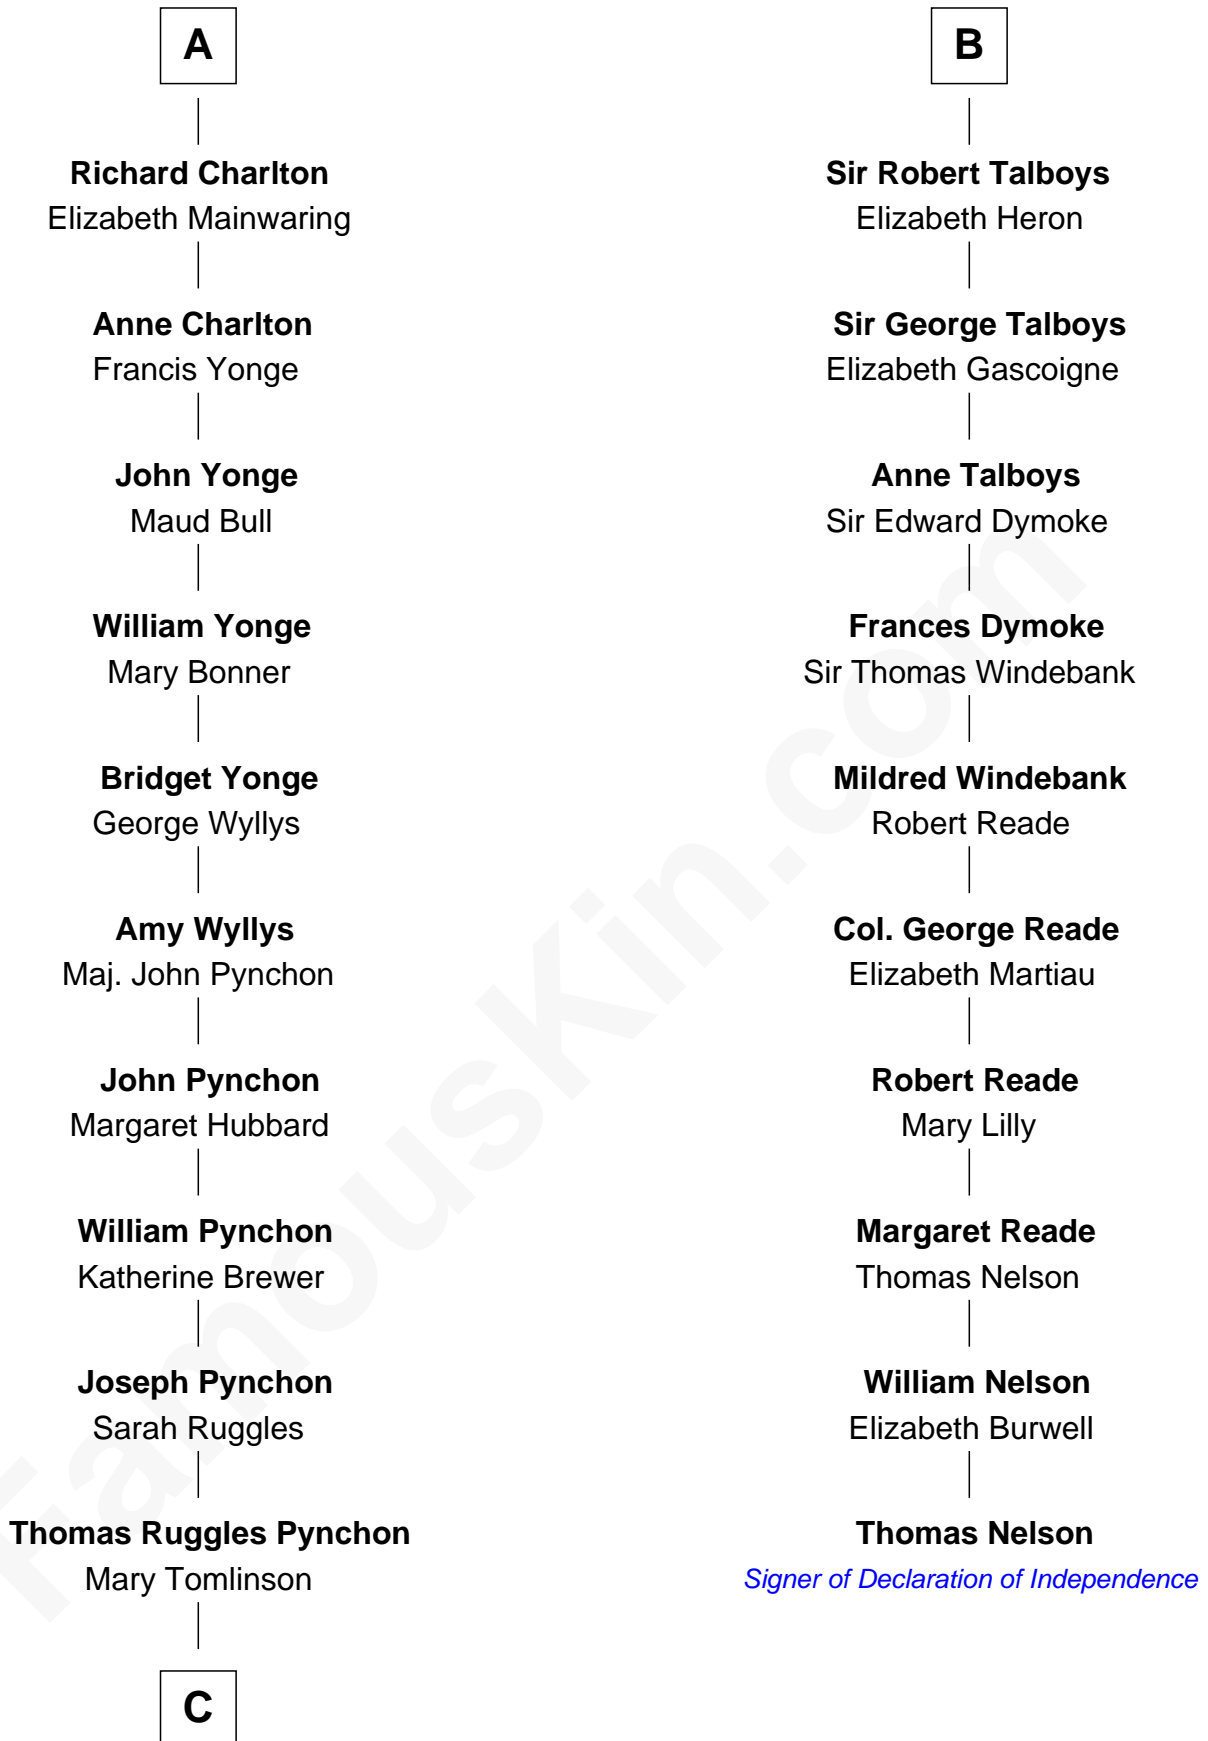 A
Richard Charlton
Elizabeth Mainwaring
Anne Charlton
Francis Yonge
John Yonge
Maud Bull
William Yonge
Mary Bonner
Bridget Yonge
George Wyllys
Amy Wyllys
Maj. John Pynchon
John Pynchon
Margaret Hubbard
William Pynchon
Katherine Brewer
Joseph Pynchon
Sarah Ruggles
Thomas Ruggles Pynchon
Mary Tomlinson
C
B
Sir Robert Talboys
Elizabeth Heron
Sir George Talboys
Elizabeth Gascoigne
Anne Talboys
Sir Edward Dymoke
Frances Dymoke
Sir Thomas Windebank
Mildred Windebank
Robert Reade
Col. George Reade
Elizabeth Martiau
Robert Reade
Mary Lilly
Margaret Reade
Thomas Nelson
William Nelson
Elizabeth Burwell
Thomas Nelson
Signer of Declaration of Independence
FamousKin.com